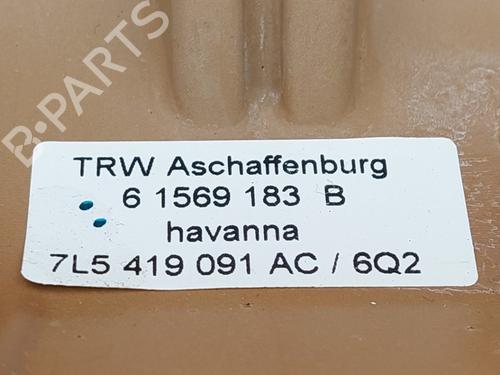 B-PARTS
TRW Aschaffenburg
6 1569 183 B
havanna
7L5 419 091 AC / 6Q2